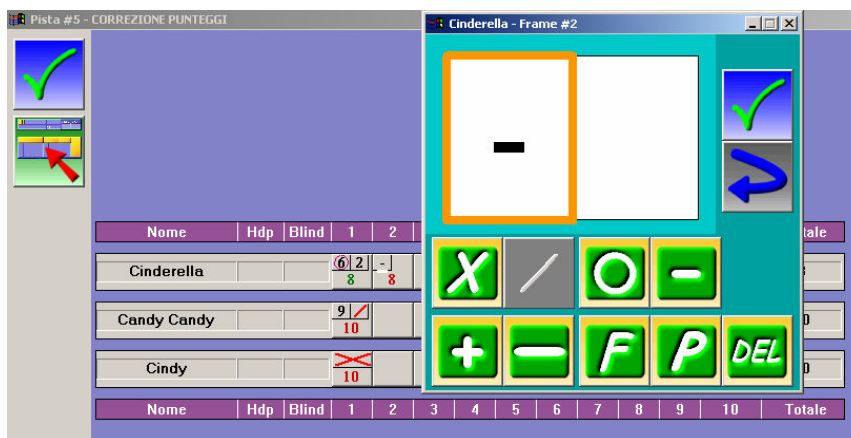 Pista #5 - CORREZIONE PUNTEGGI
Cinderella - Frame #2
-
X / O -
+ - F P DEL
Nome Hdp Blind 1 2 tale
Cinderella 6 2 -
8 8
Candy Candy 9 /
10
Cindy X
10
Nome Hdp Blind 1 2 3 4 5 6 7 8 9 10 Totale